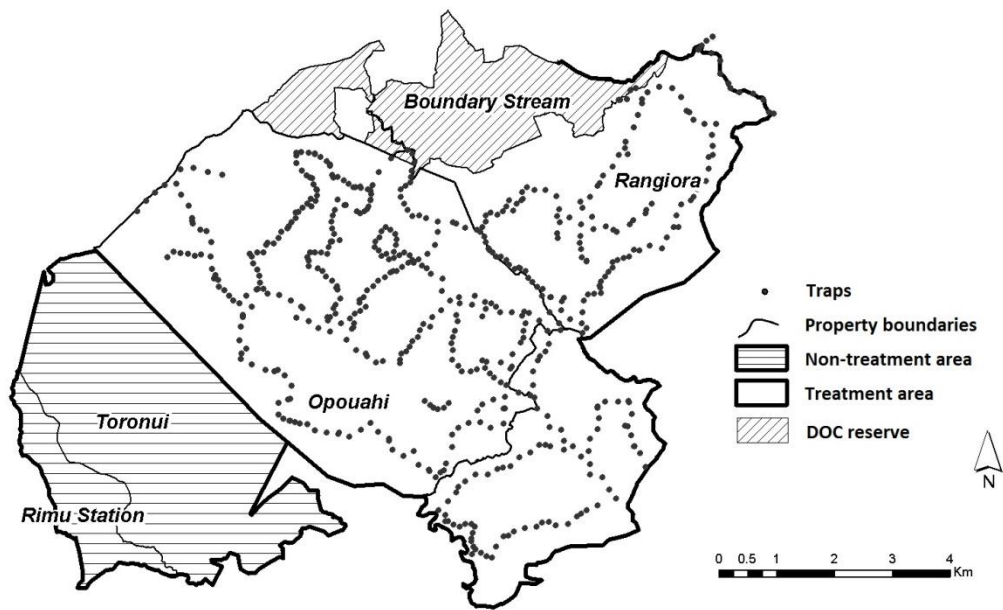 Boundary Stream
Rangiora
Opouahi
Toronui
Rimu Station
Traps
Property boundaries
Non-treatment area
Treatment area
DOC reserve
N
0 0.5 1 2 3 4
Km